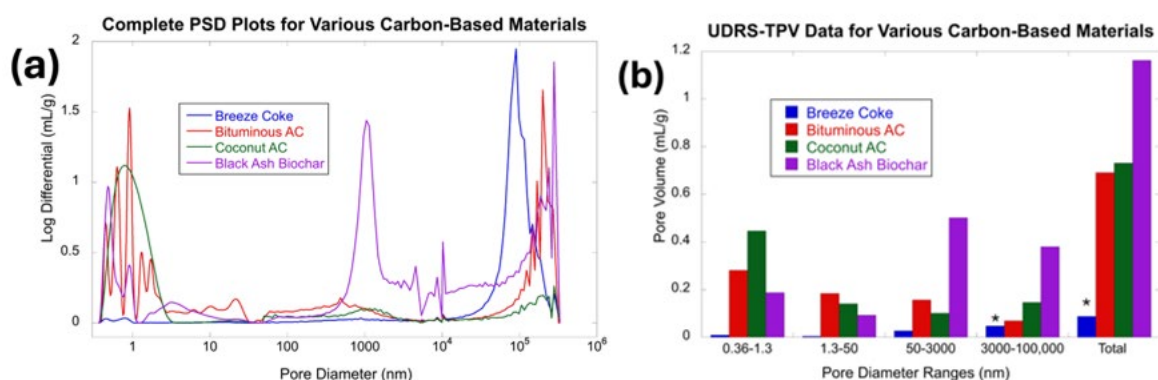 (a)
Complete PSD Plots for Various Carbon-Based Materials
Log Differential (mL/g)
2
1.5
1
0.5
0
Breeze Coke
Bituminous AC
Coconut AC
Black Ash Biochar
1 10 100 1000 10⁴ 10⁵ 10⁶
Pore Diameter (nm)
(b)
UDRS-TPV Data for Various Carbon-Based Materials
Pore Volume (mL/g)
1.2
1
0.8
0.6
0.4
0.2
0
Breeze Coke
Bituminous AC
Coconut AC
Black Ash Biochar
*
*
0.36-1.3 1.3-50 50-3000 3000-100,000 Total
Pore Diameter Ranges (nm)